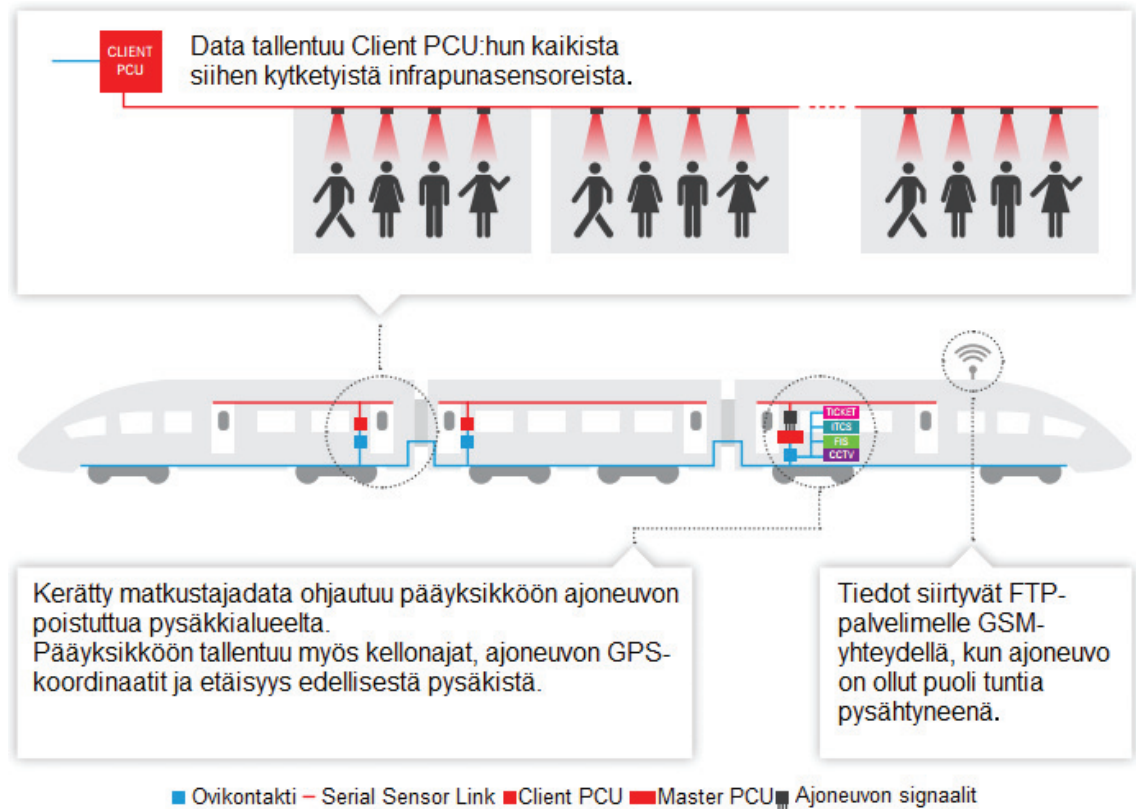 CLIENT
PCU
Data tallentuu Client PCU:hun kaikista
siihen kytketyistä infrapunasensoreista.
TICKET
ITCS
FIS
CCTV
Kerätty matkustajadata ohjautuu pääyksikköön ajoneuvon
poistuttua pysäkkialueelta.
Pääyksikköön tallentuu myös kellonajat, ajoneuvon GPS-
koordinaatit ja etäisyys edellisestä pysäkistä.
Tiedot siirtyvät FTP-
palvelimelle GSM-
yhteydellä, kun ajoneuvo
on ollut puoli tuntia
pysähtyneenä.
Ovikontakti Serial Sensor Link Client PCU Master PCU Ajoneuvon signaalit